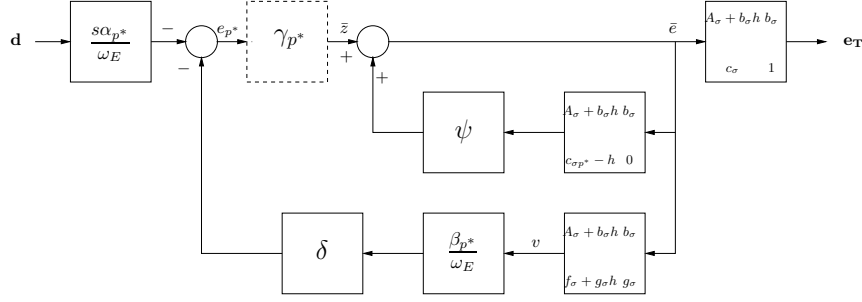 d
sα_{p*}
ω_E
−
−
e_{p*}
γ_{p*}
z̄
+
+
ē
A_σ + b_σh b_σ
c_σ 1
e_T
ψ
A_σ + b_σh b_σ
c_{σp*} − h 0
δ
β_{p*}
ω_E
v
A_σ + b_σh b_σ
f_σ + g_σh g_σ